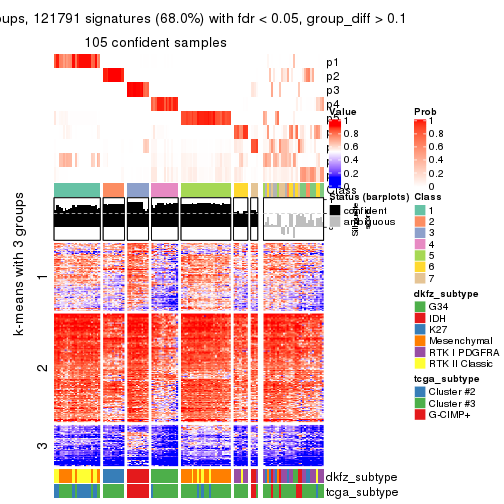 oups, 121791 signatures (68.0%) with fdr < 0.05, group_diff > 0.1
105 confident samples
p1
p2
p3
p4
Class
Silhouette
score
k-means with 3 groups
1
2
3
dkfz_subtype
tcga_subtype
Value
1
0.8
0.6
0.4
0.2
0
Status (barplots)
confident
ambiguous
Prob
1
0.8
0.6
0.4
0.2
0
Class
1
2
3
4
5
6
7
dkfz_subtype
G34
IDH
K27
Mesenchymal
RTK I PDGFRA
RTK II Classic
tcga_subtype
Cluster #2
Cluster #3
G-CIMP+